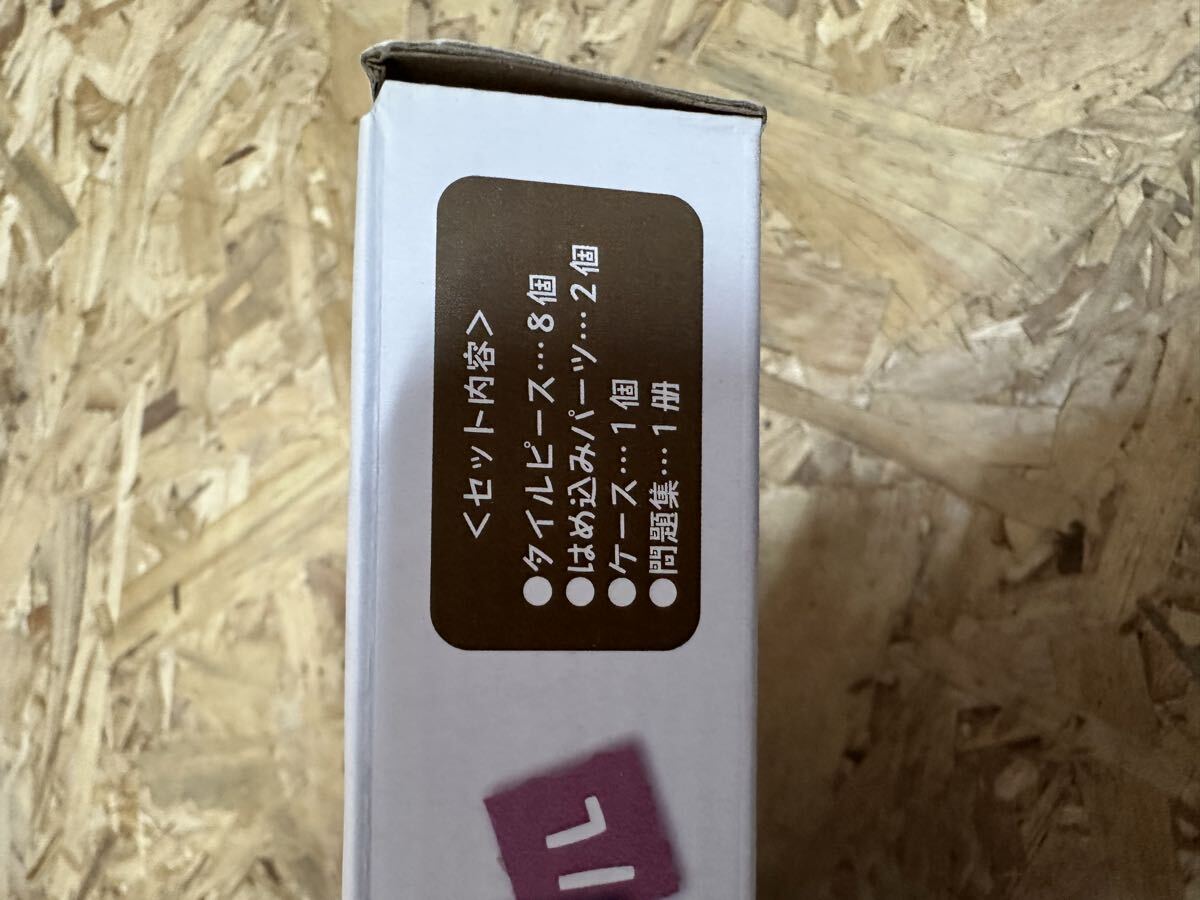 <セット内容>
●タイルピース…8個
●はめ込みパーツ…2個
●ケース…1個
●問題集…1冊